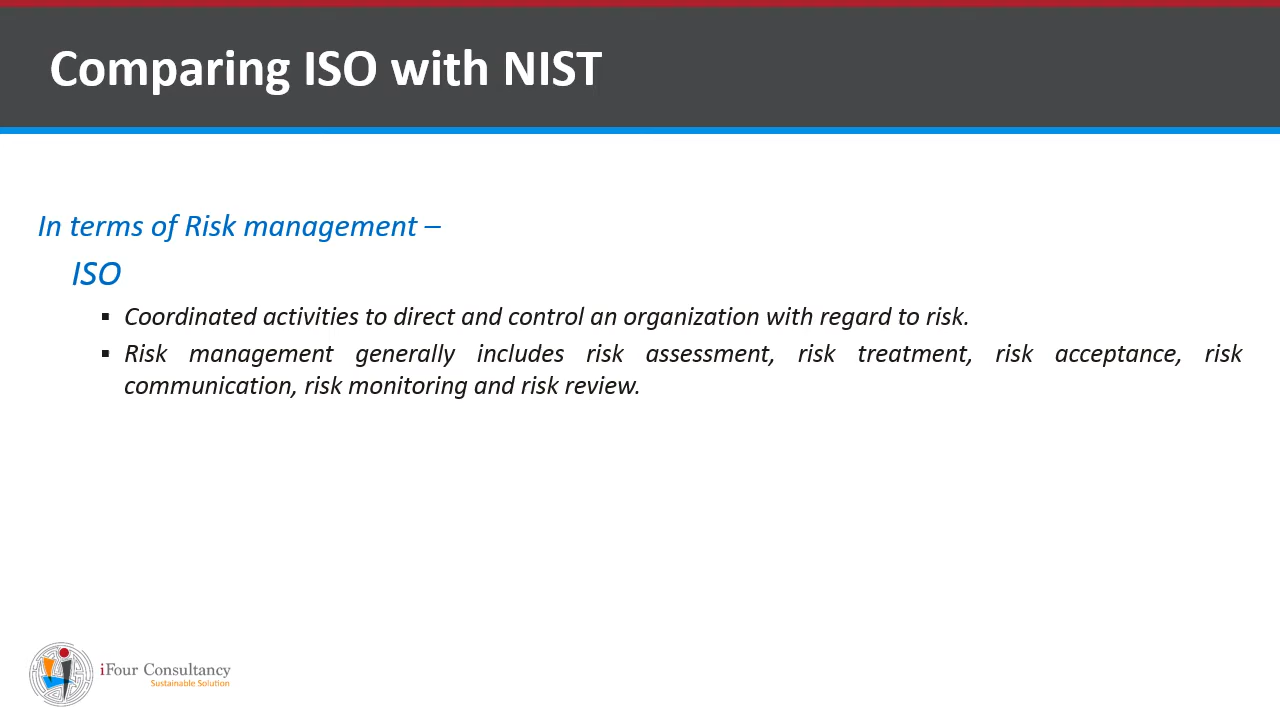 Comparing ISO with NIST
In terms of Risk management –
ISO
▪ Coordinated activities to direct and control an organization with regard to risk.
▪ Risk management generally includes risk assessment, risk treatment, risk acceptance, risk
communication, risk monitoring and risk review.
iFour Consultancy
Sustainable Solution